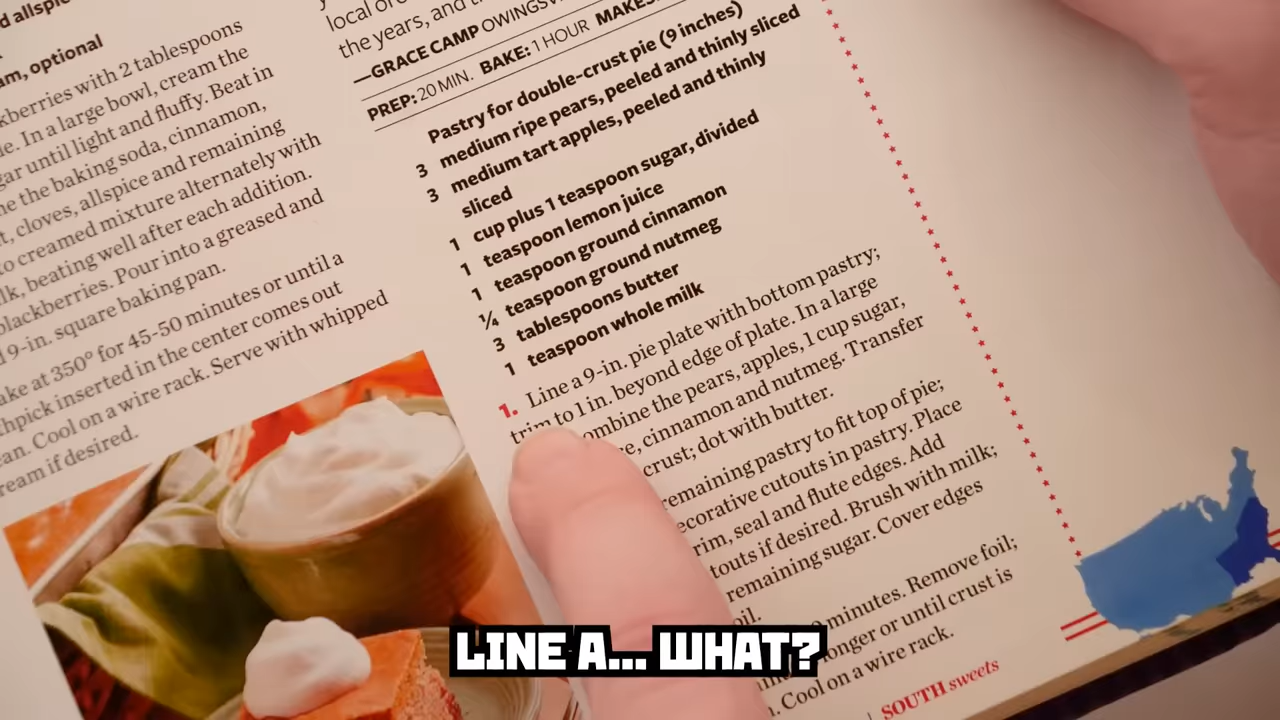 d allspic
am, optional
kberries with 2 tablespoons
le. In a large bowl, cream the
gar until light and fluffy. Beat in
ne the baking soda, cinnamon,
t, cloves, allspice and remaining
to creamed mixture alternately with
lk, beating well after each addition.
blackberries. Pour into a greased and
d 9-in. square baking pan.
ake at 350° for 45-50 minutes or until a
thpick inserted in the center comes out
ean. Cool on a wire rack. Serve with whipped
ream if desired.
local or
the years, and
—GRACE CAMP OWINGSV
PREP: 20 MIN. BAKE: 1 HOUR MAKES:
Pastry for double-crust pie (9 inches)
3 medium ripe pears, peeled and thinly sliced
3 medium tart apples, peeled and thinly
sliced
1 cup plus 1 teaspoon sugar, divided
1 teaspoon lemon juice
1 teaspoon ground cinnamon
¼ teaspoon ground nutmeg
3 tablespoons butter
1 teaspoon whole milk
1. Line a 9-in. pie plate with bottom pastry;
trim to 1 in. beyond edge of plate. In a large
ombine the pears, apples, 1 cup sugar,
e, cinnamon and nutmeg. Transfer
crust; dot with butter.
remaining pastry to fit top of pie;
ecorative cutouts in pastry. Place
rim, seal and flute edges. Add
touts if desired. Brush with milk;
remaining sugar. Cover edges
oil.
minutes. Remove foil;
onger or until crust is
. Cool on a wire rack.
| SOUTH sweets
LINE A... WHAT?